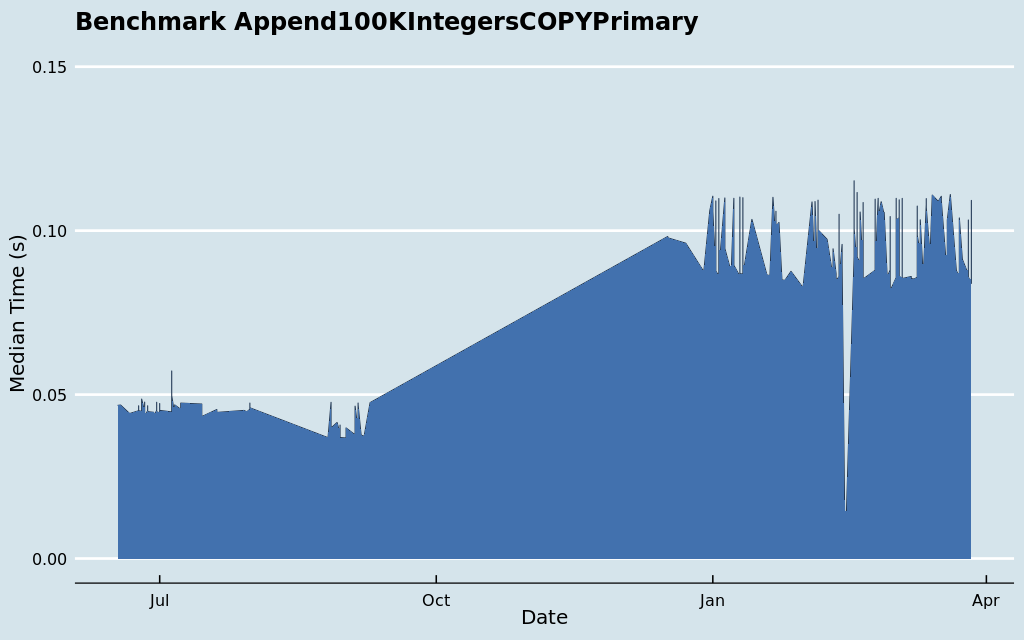 Benchmark Append100KIntegersCOPYPrimary
0.15
0.10
0.05
0.00
Median Time (s)
Jul Oct Jan Apr
Date